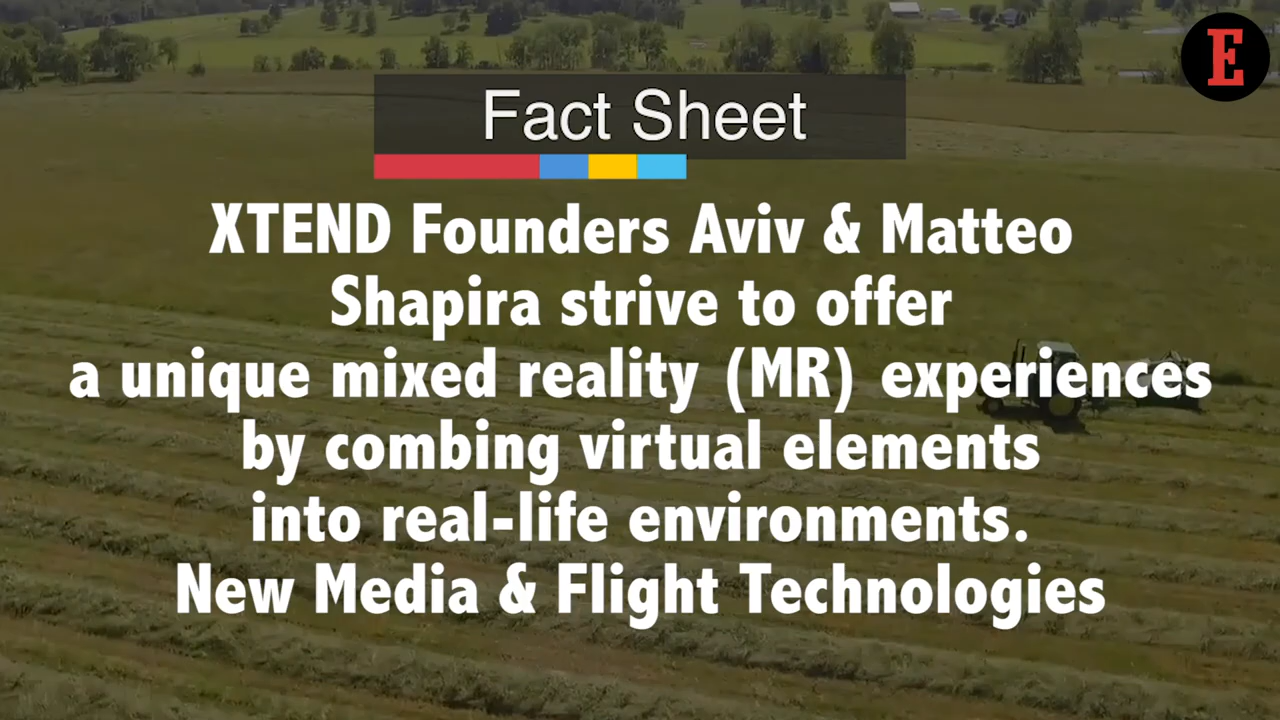 E
Fact Sheet
XTEND Founders Aviv & Matteo
Shapira strive to offer
a unique mixed reality (MR) experiences
by combing virtual elements
into real-life environments.
New Media & Flight Technologies